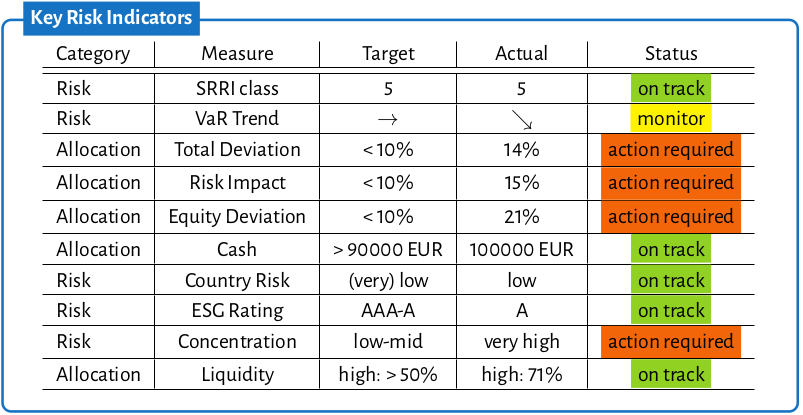 Key Risk Indicators
Category Measure Target Actual Status
Risk SRRI class 5 5 on track
Risk VaR Trend → ↘ monitor
Allocation Total Deviation < 10% 14% action required
Allocation Risk Impact < 10% 15% action required
Allocation Equity Deviation < 10% 21% action required
Allocation Cash > 90000 EUR 100000 EUR on track
Risk Country Risk (very) low low on track
Risk ESG Rating AAA-A A on track
Risk Concentration low-mid very high action required
Allocation Liquidity high: > 50% high: 71% on track